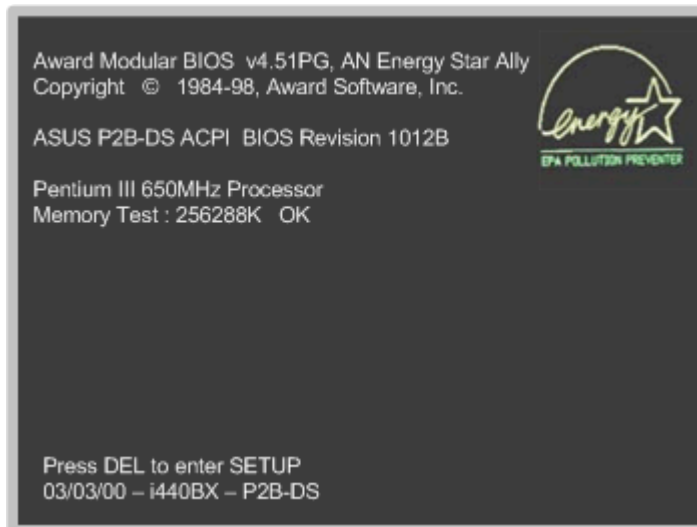 Award Modular BIOS v4.51PG, AN Energy Star Ally
Copyright © 1984-98, Award Software, Inc.
energy
EPA POLLUTION PREVENTER
ASUS P2B-DS ACPI BIOS Revision 1012B
Pentium III 650MHz Processor
Memory Test : 256288K OK
Press DEL to enter SETUP
03/03/00 – i440BX – P2B-DS